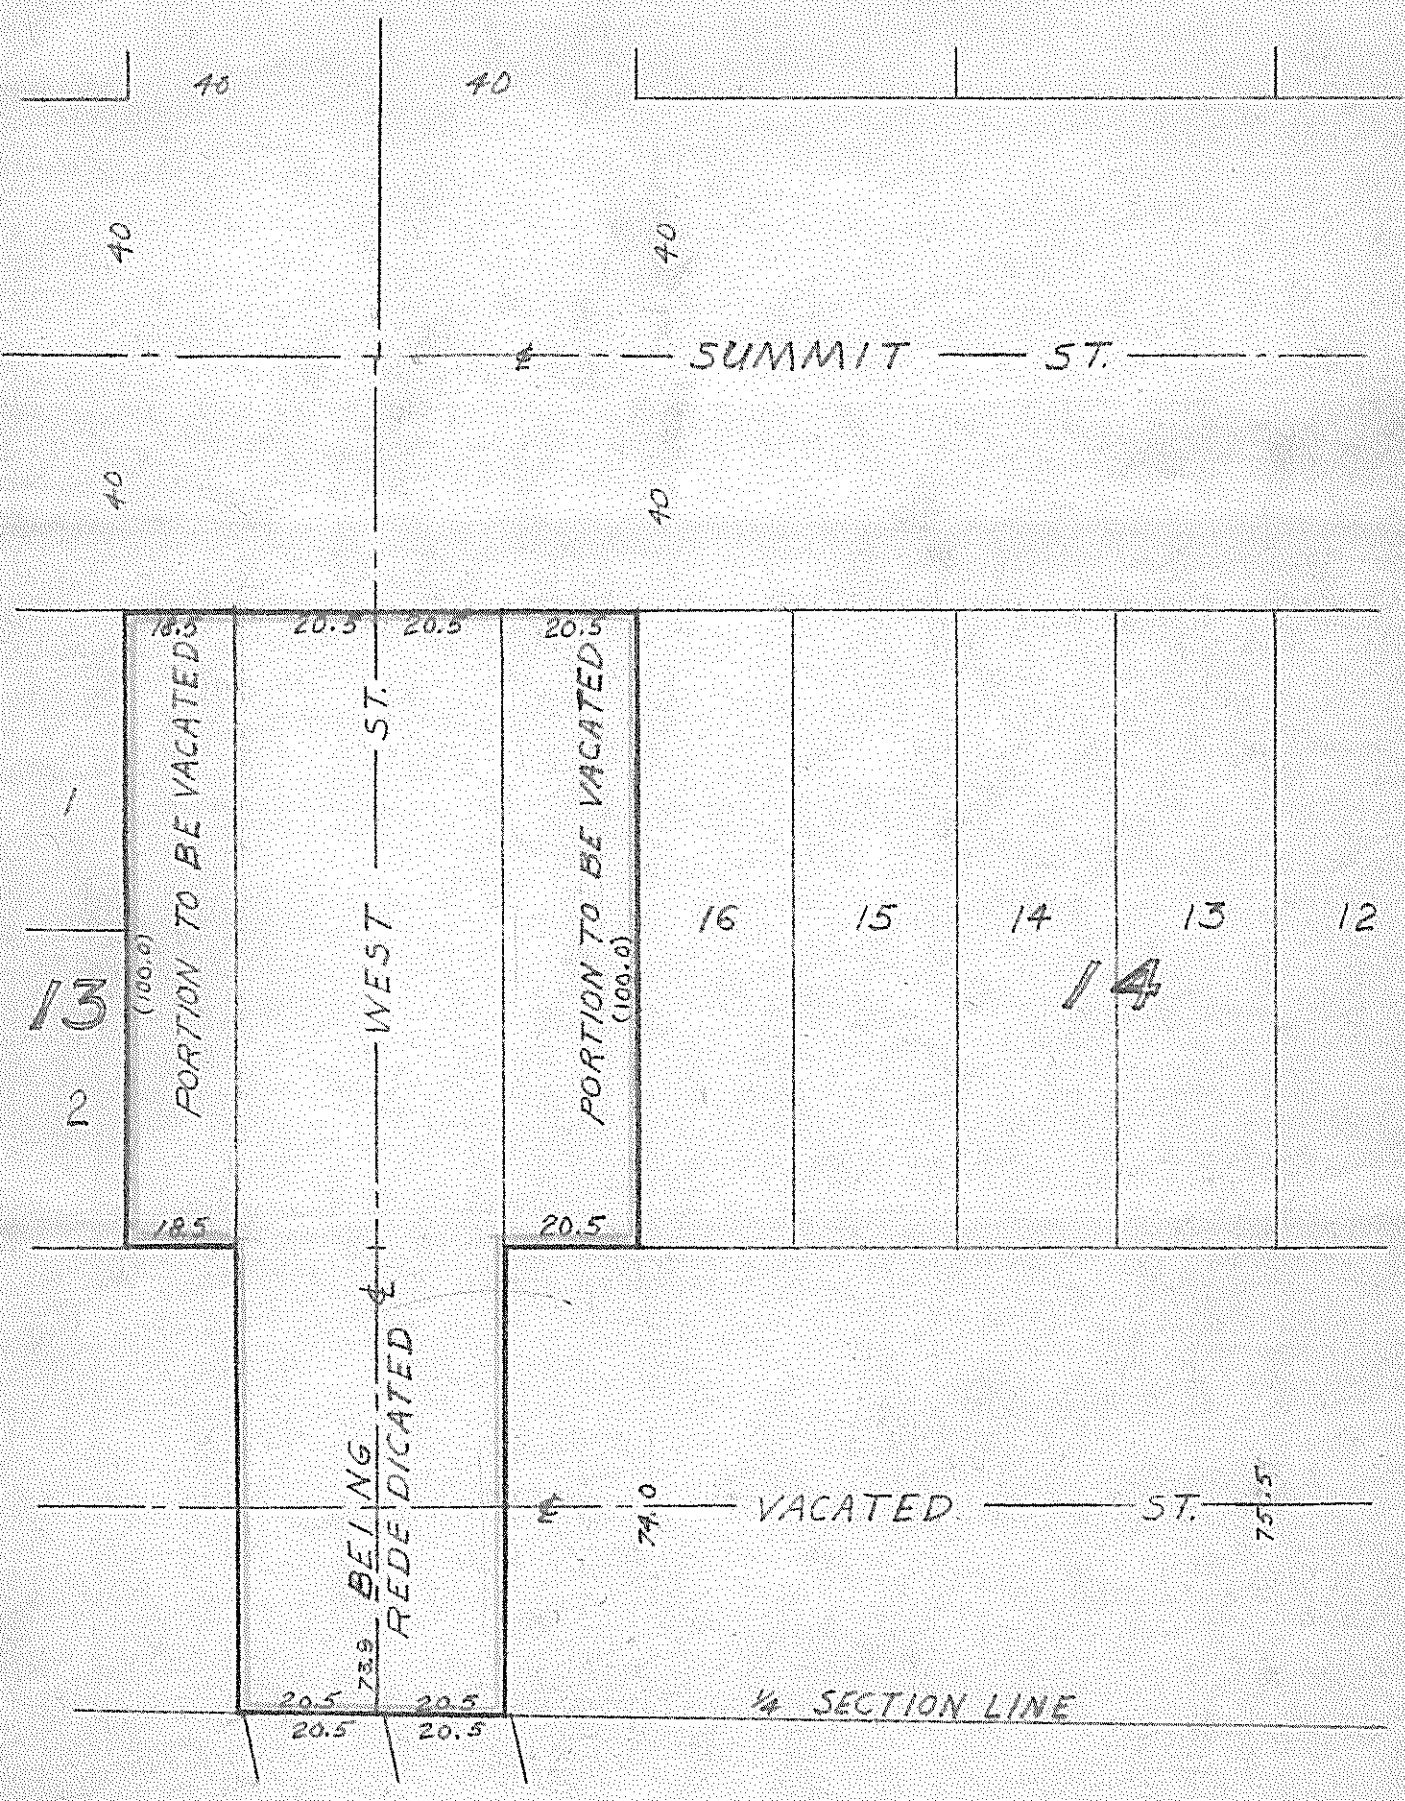 40 40
40 40
℄ SUMMIT ST.
40 40
18.5 20.5 20.5 20.5
PORTION TO BE VACATED
(100.0)
WEST ST.
PORTION TO BE VACATED
(100.0)
1
13
2
16 15 14 13 12
14
18.5 20.5
℄
BEING
REDEDICATED
73.9
℄ 74.0 VACATED ST. 75.5
20.5 20.5
20.5 20.5
¼ SECTION LINE